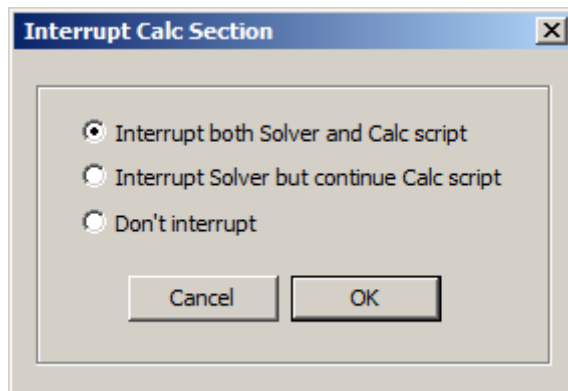 Interrupt Calc Section
Interrupt both Solver and Calc script
Interrupt Solver but continue Calc script
Don't interrupt
Cancel OK